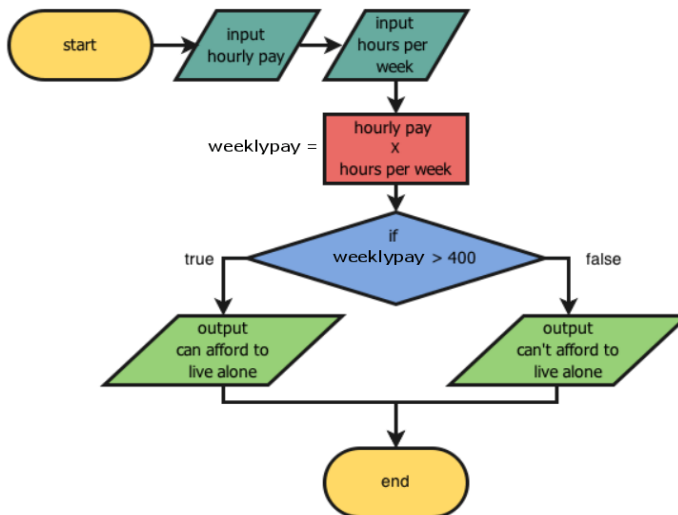 start
input
hourly pay
input
hours per
week
weeklypay =
hourly pay
X
hours per week
if
weeklypay > 400
true
false
output
can afford to
live alone
output
can't afford to
live alone
end